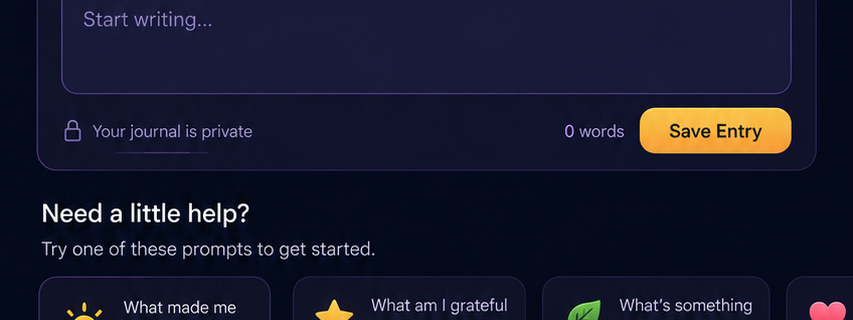 Start writing...
Your journal is private
0 words
Save Entry
Need a little help?
Try one of these prompts to get started.
What made me
What am I grateful
What's something